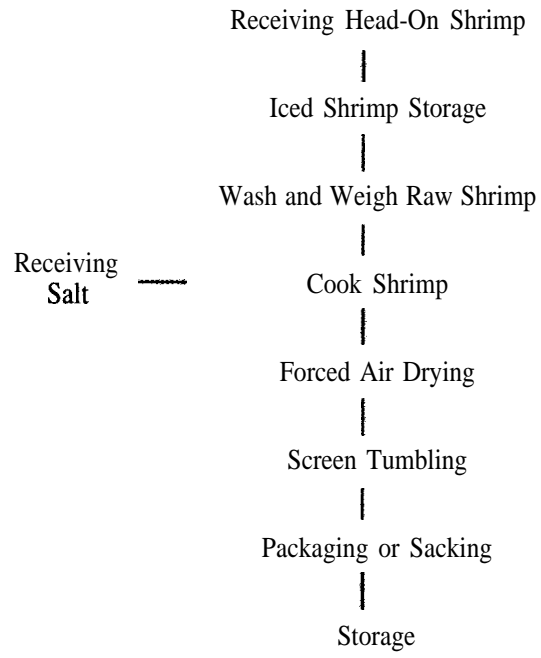 Receiving Head-On Shrimp
Iced Shrimp Storage
Wash and Weigh Raw Shrimp
Receiving
Salt
Cook Shrimp
Forced Air Drying
Screen Tumbling
Packaging or Sacking
Storage